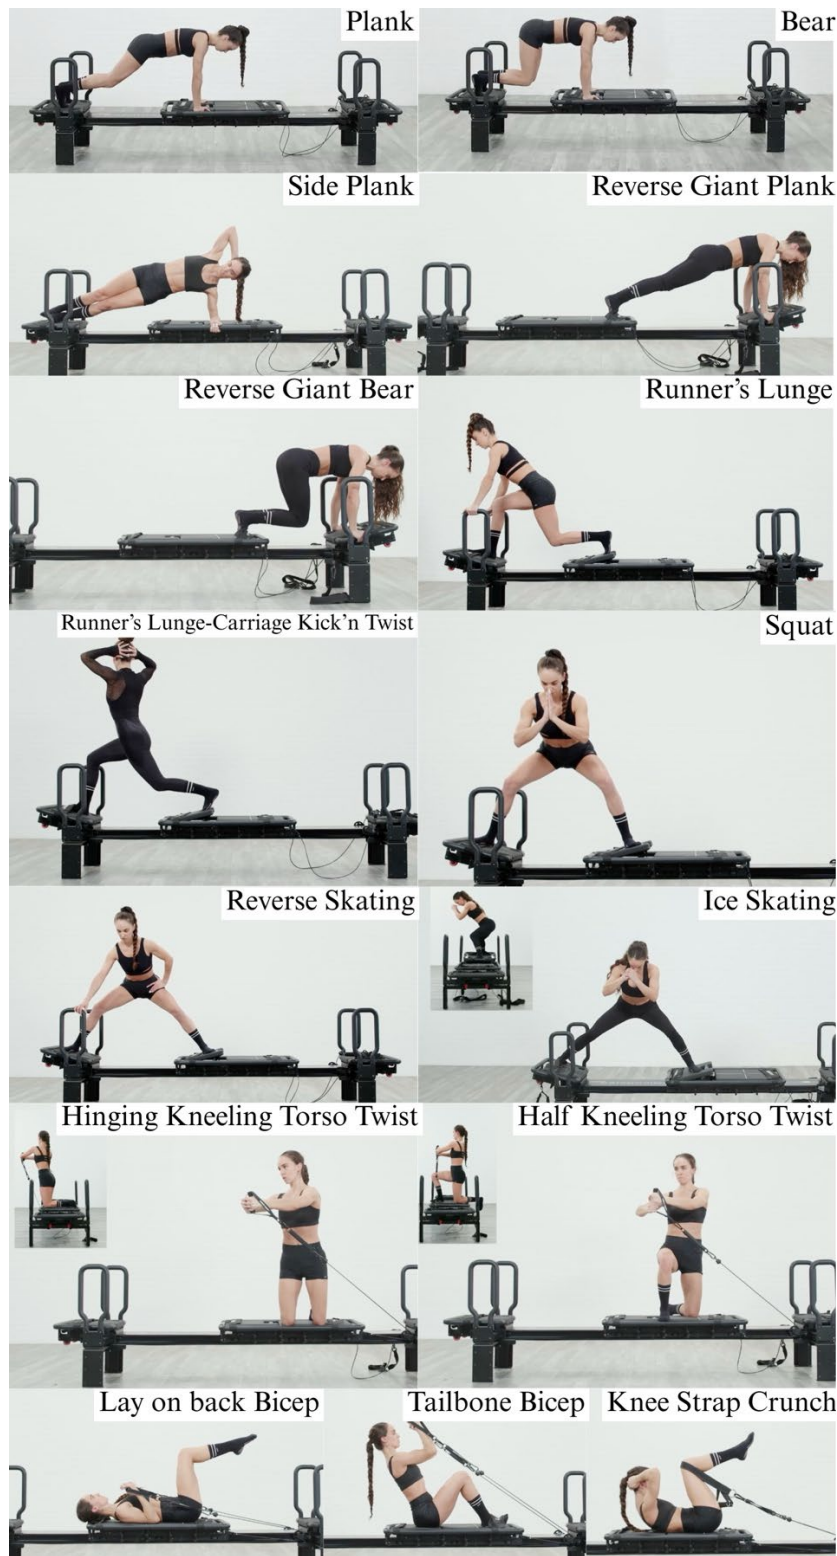 Plank
Bear
Side Plank
Reverse Giant Plank
Reverse Giant Bear
Runner's Lunge
Runner's Lunge-Carriage Kick'n Twist
Squat
Reverse Skating
Ice Skating
Hinging Kneeling Torso Twist
Half Kneeling Torso Twist
Lay on back Bicep
Tailbone Bicep
Knee Strap Crunch